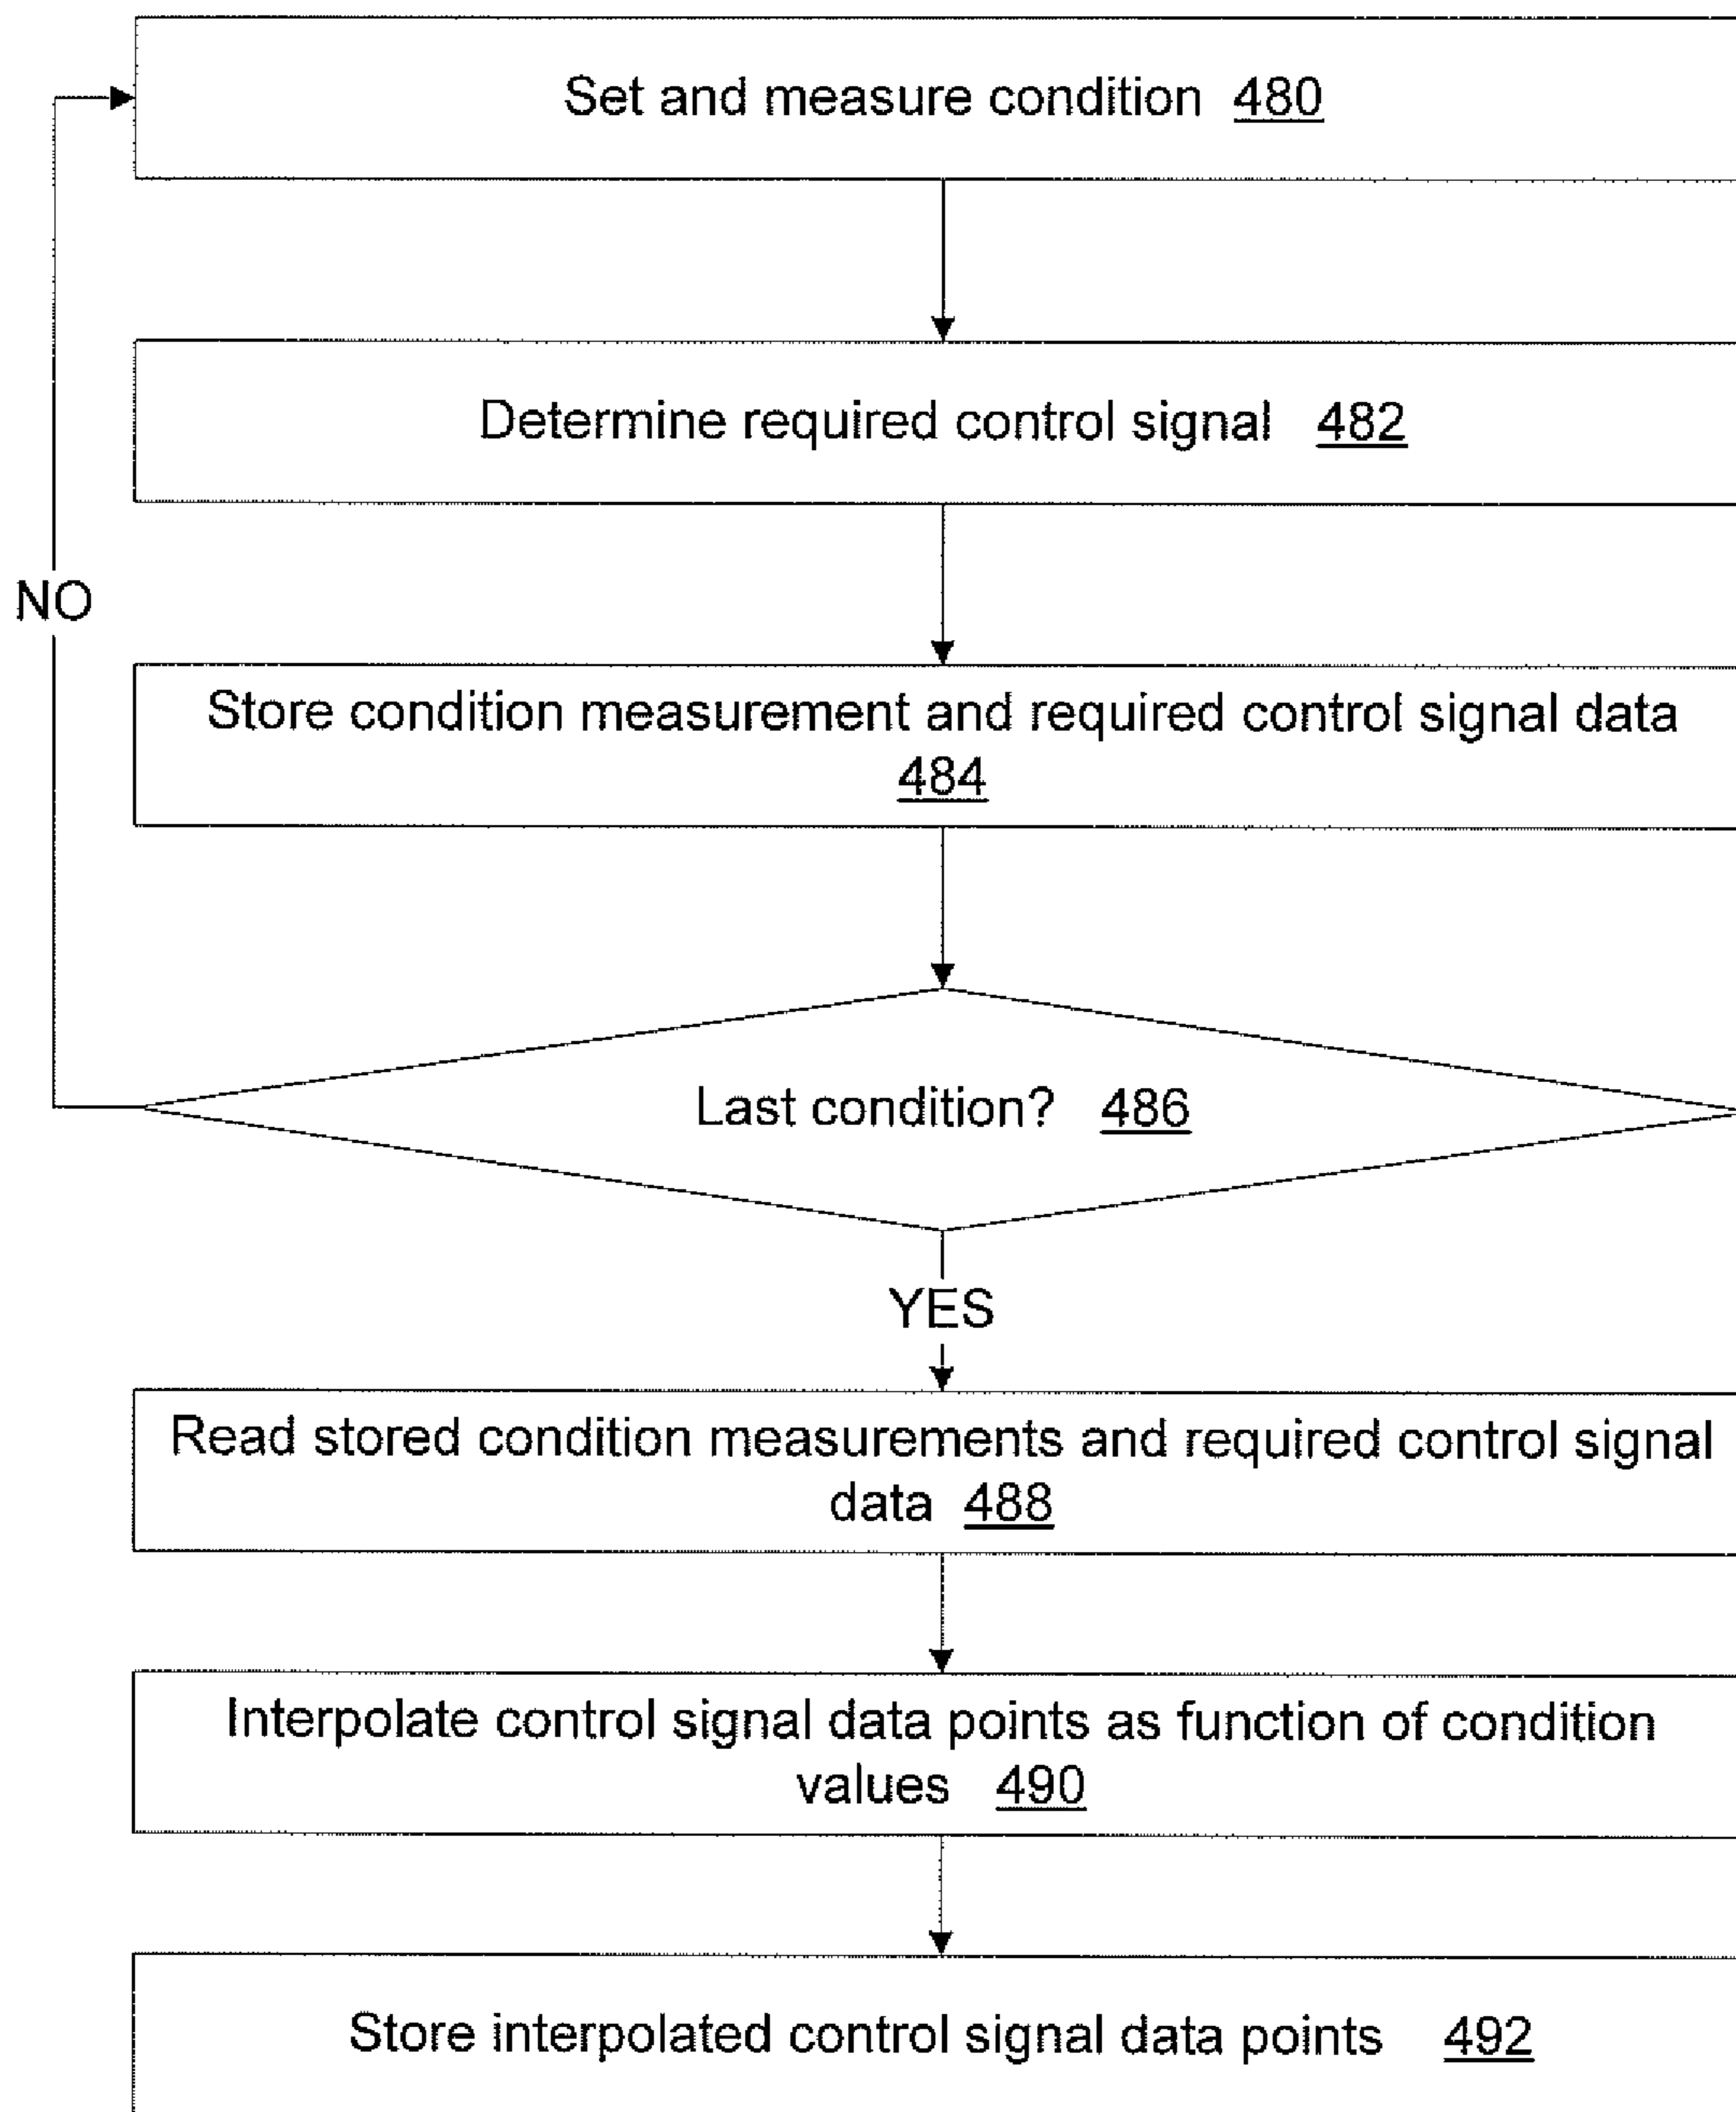 Set and measure condition 480
Determine required control signal 482
NO
Store condition measurement and required control signal data
484
Last condition? 486
YES
Read stored condition measurements and required control signal
data 488
Interpolate control signal data points as function of condition
values 490
Store interpolated control signal data points 492